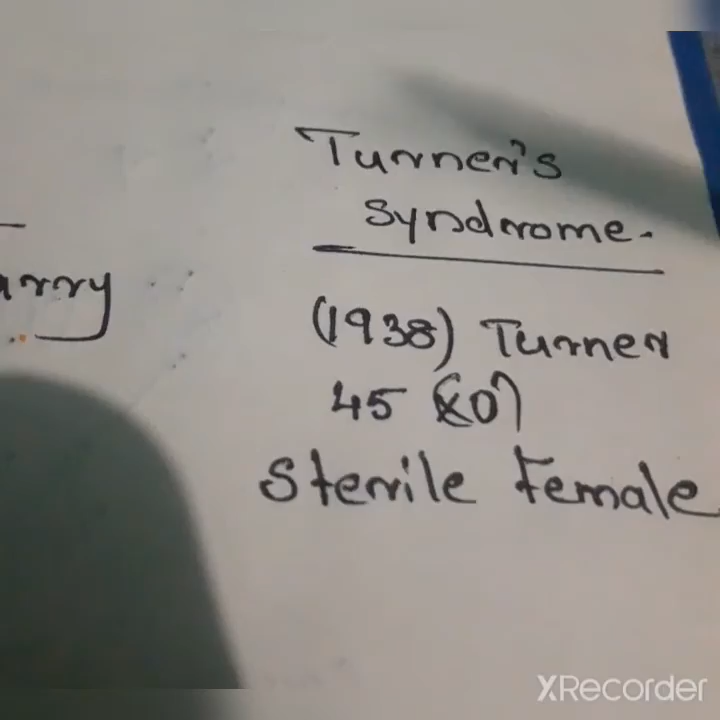 Turner's
Syndrome.
(1938) Turner
45 (XO)
Sterile Female
XRecorder